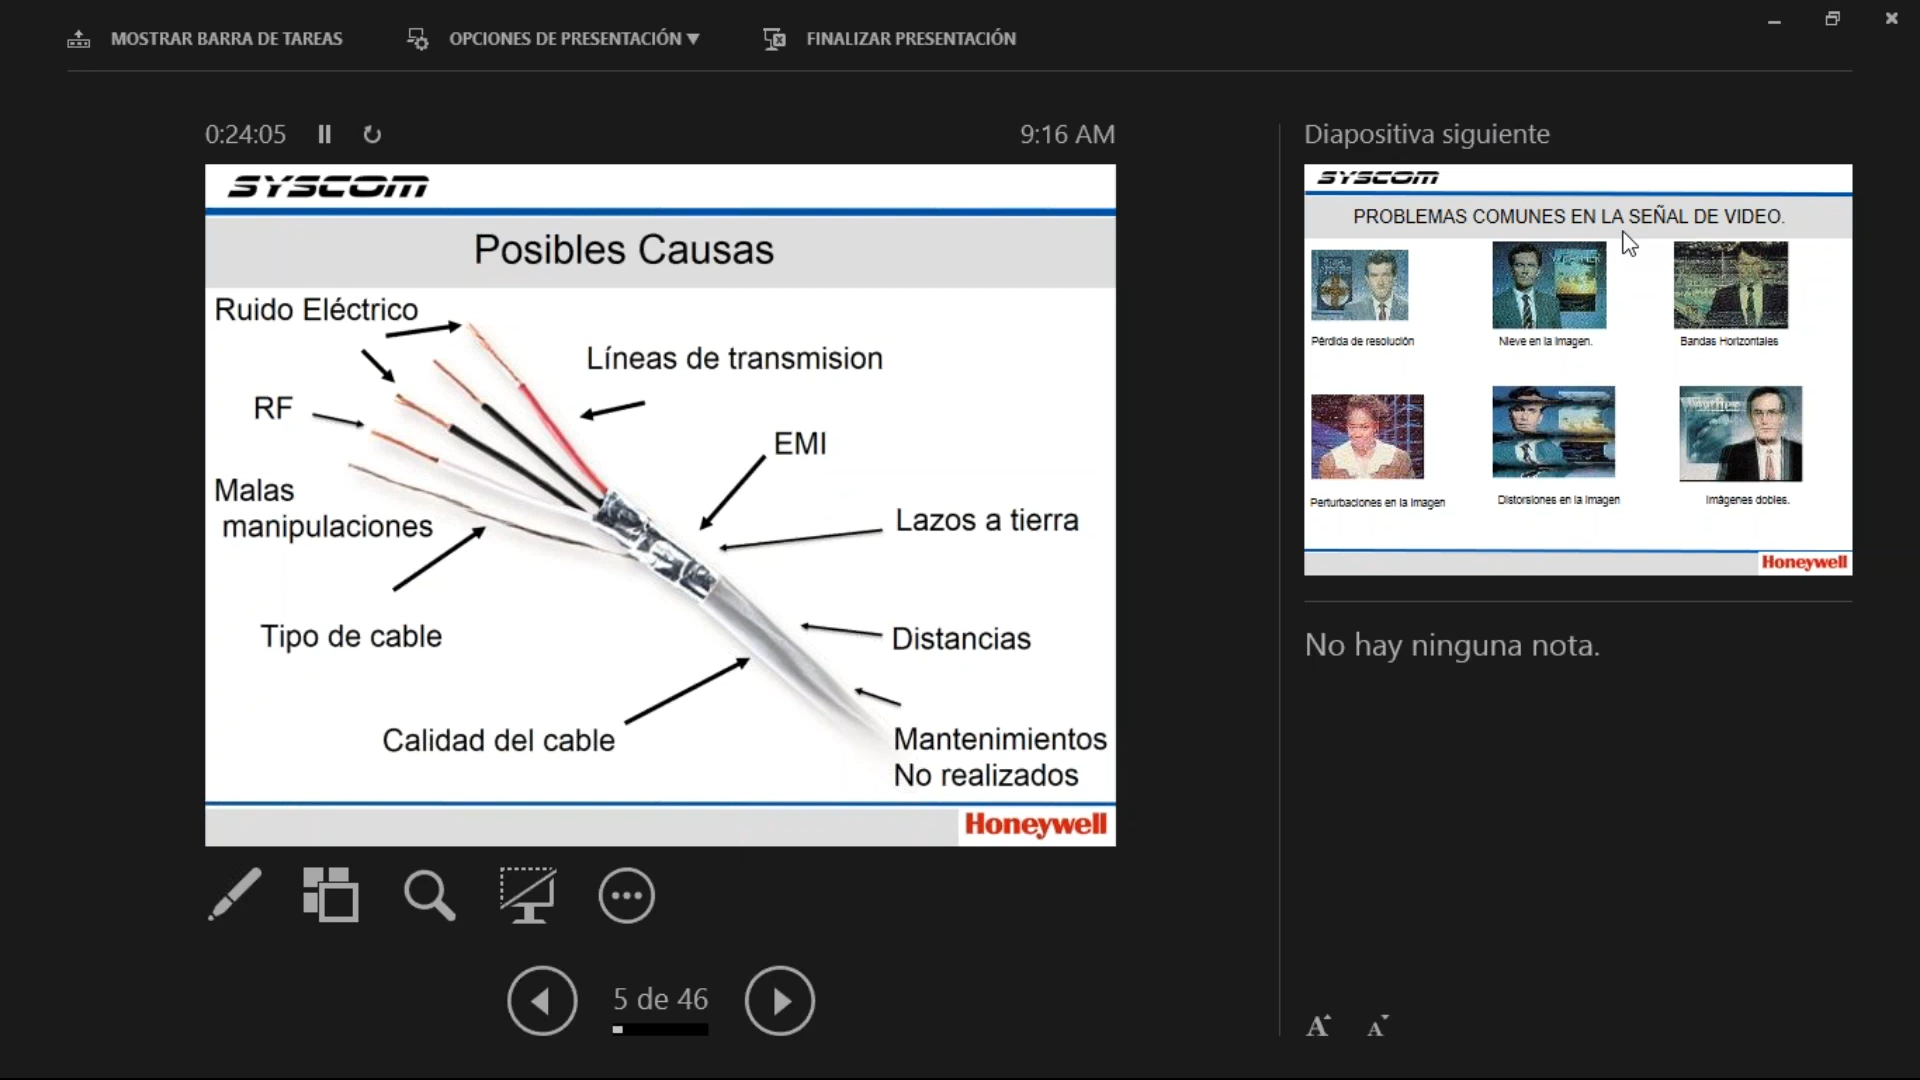 MOSTRAR BARRA DE TAREAS
OPCIONES DE PRESENTACIÓN ▼
FINALIZAR PRESENTACIÓN
0:24:05
9:16 AM
SYSCOM
Posibles Causas
Ruido Eléctrico
Líneas de transmision
RF
EMI
Malas
manipulaciones
Lazos a tierra
Tipo de cable
Distancias
Calidad del cable
Mantenimientos
No realizados
Honeywell
5 de 46
Diapositiva siguiente
SYSCOM
PROBLEMAS COMUNES EN LA SEÑAL DE VIDEO.
Pérdida de resolución
Nieve en la Imagen.
Bandas Horizontales
Weather
Perturbaciones en la Imagen
Distorsiones en la Imagen
Imágenes dobles.
Honeywell
No hay ninguna nota.
A
A